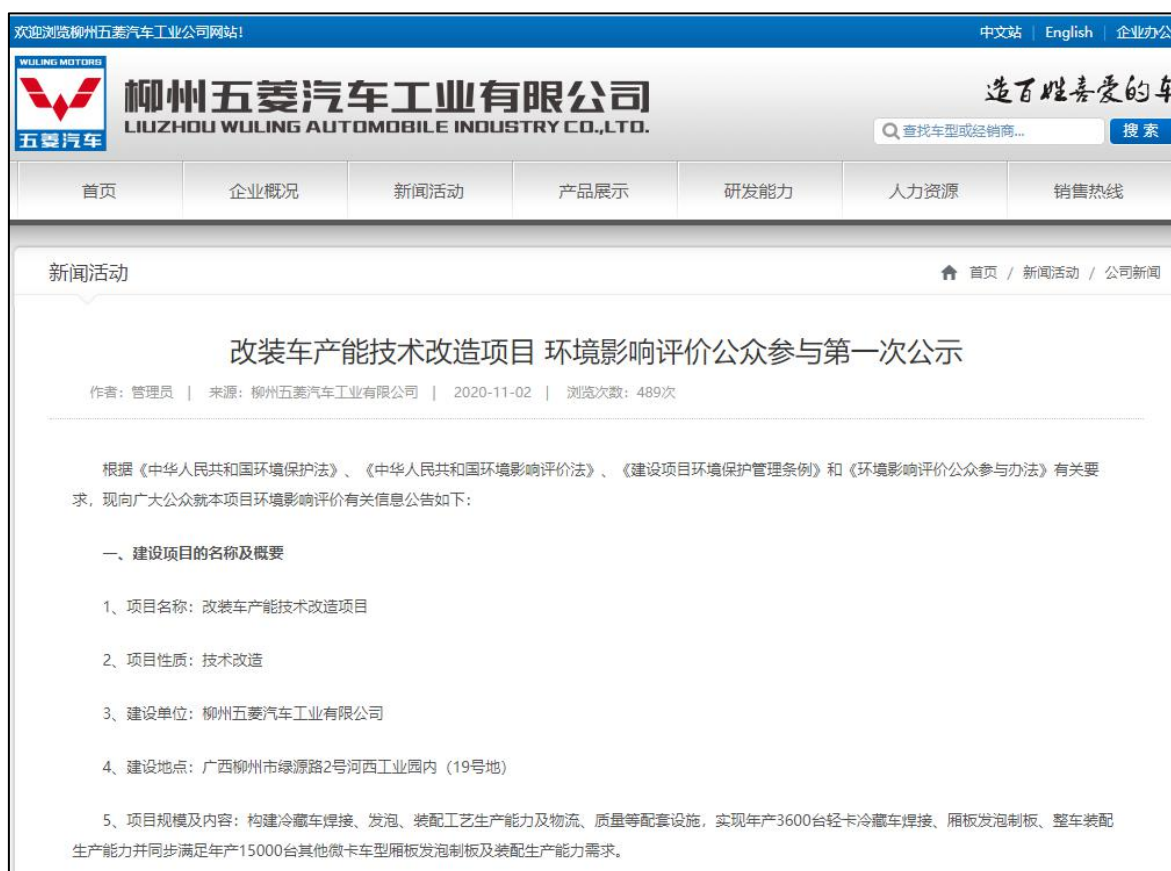 欢迎浏览柳州五菱汽车工业公司网站！
中文站 | English | 企业办公
WULING MOTORS
五菱汽车
柳州五菱汽车工业有限公司
LIUZHOU WULING AUTOMOBILE INDUSTRY CO.,LTD.
造百姓喜爱的车
查找车型或经销商...
搜 索
首页 企业概况 新闻活动 产品展示 研发能力 人力资源 销售热线
新闻活动
首页 / 新闻活动 / 公司新闻
改装车产能技术改造项目 环境影响评价公众参与第一次公示
作者：管理员 | 来源：柳州五菱汽车工业有限公司 | 2020-11-02 | 浏览次数：489次
根据《中华人民共和国环境保护法》、《中华人民共和国环境影响评价法》、《建设项目环境保护管理条例》和《环境影响评价公众参与办法》有关要
求，现向广大公众就本项目环境影响评价有关信息公告如下：
一、建设项目的名称及概要
1、项目名称：改装车产能技术改造项目
2、项目性质：技术改造
3、建设单位：柳州五菱汽车工业有限公司
4、建设地点：广西柳州市绿源路2号河西工业园内（19号地）
5、项目规模及内容：构建冷藏车焊接、发泡、装配工艺生产能力及物流、质量等配套设施，实现年产3600台轻卡冷藏车焊接、厢板发泡制板、整车装配
生产能力并同步满足年产15000台其他微卡车型厢板发泡制板及装配生产能力需求。